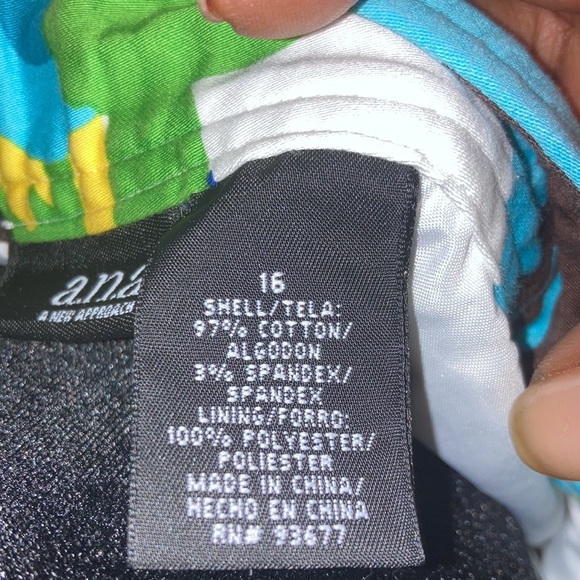 a.n.a
A NEW APPROACH
16
SHELL/TELA:
97% COTTON/
ALGODON
3% SPANDEX/
SPANDEX
LINING/FORRO:
100% POLYESTER/
POLIESTER
MADE IN CHINA/
HECHO EN CHINA
RN# 93677